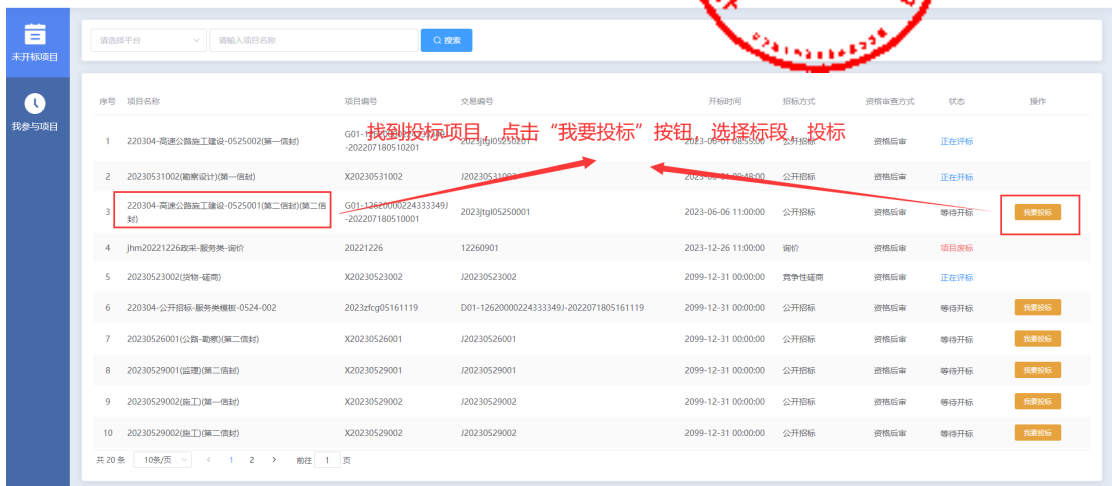 未开标项目
我参与项目
请选择平台 请输入项目名称 搜索
序号 项目名称 项目编号 交易编号 开标时间 招标方式 资格审查方式 状态 操作
找到投标项目，点击“我要投标”按钮，选择标段，投标
1 220304-高速公路施工建设-0525002(第一信封) -202207180510201 2023jtgl05250201 2023-06-01 08:55:00 公开招标 资格后审 正在评标
2 20230531002(勘察设计)(第一信封) X20230531002 J20230531002 公开招标 资格后审 正在开标
3 220304-高速公路施工建设-0525001(第二信封)(第二信封) G01-12620000224333349J-202207180510001 2023jtgl05250001 2023-06-06 11:00:00 公开招标 资格后审 等待开标 我要投标
4 jhm20221226政采-服务类-询价 20221226 12260901 2023-12-26 11:00:00 询价 资格后审 项目废标
5 20230523002(货物-磋商) X20230523002 J20230523002 2099-12-31 00:00:00 竞争性磋商 资格后审 正在评标
6 220304-公开招标-服务类模板-0524-002 2023zfcg05161119 D01-12620000224333349J-2022071805161119 2099-12-31 00:00:00 公开招标 资格后审 等待开标 我要投标
7 20230526001(公路-勘察)(第二信封) X20230526001 J20230526001 2099-12-31 00:00:00 公开招标 资格后审 等待开标 我要投标
8 20230529001(监理)(第二信封) X20230529001 J20230529001 2099-12-31 00:00:00 公开招标 资格后审 等待开标 我要投标
9 20230529002(施工)(第一信封) X20230529002 J20230529002 2099-12-31 00:00:00 公开招标 资格后审 等待开标 我要投标
10 20230529002(施工)(第二信封) X20230529002 J20230529002 2099-12-31 00:00:00 公开招标 资格后审 等待开标 我要投标
共 20 条 10条/页 < 1 2 > 前往 1 页